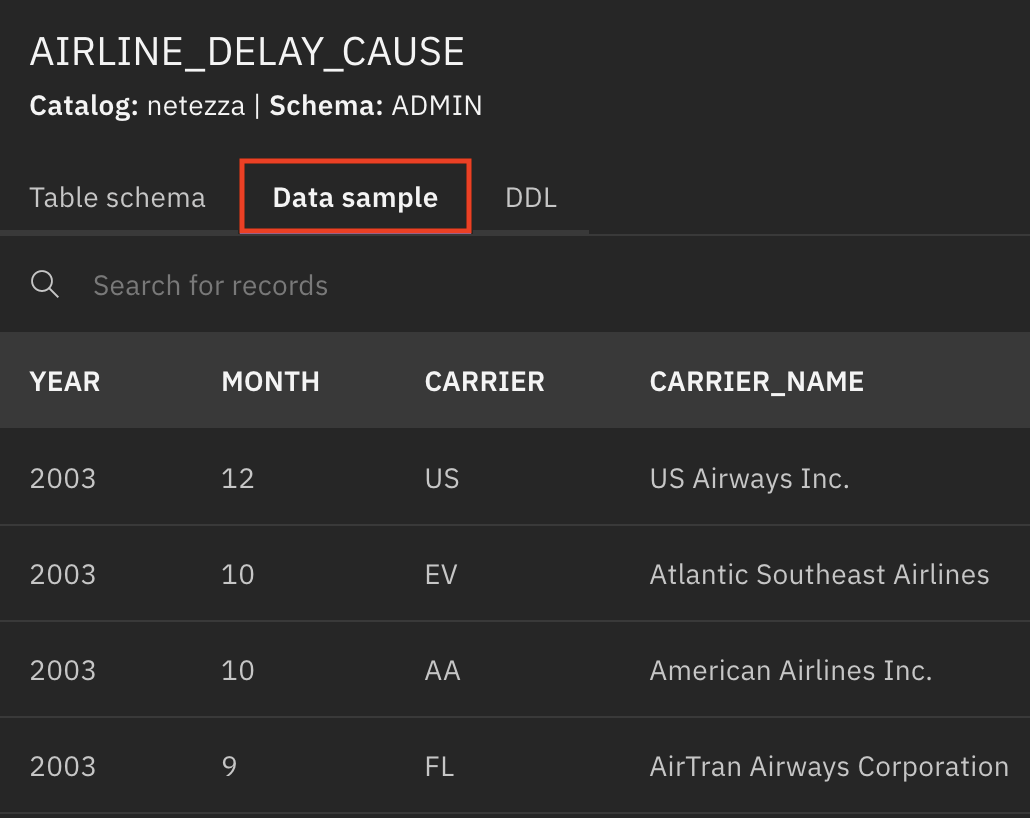 AIRLINE_DELAY_CAUSE
Catalog: netezza | Schema: ADMIN
Table schema Data sample DDL
Search for records
YEAR MONTH CARRIER CARRIER_NAME
2003 12 US US Airways Inc.
2003 10 EV Atlantic Southeast Airlines
2003 10 AA American Airlines Inc.
2003 9 FL AirTran Airways Corporation